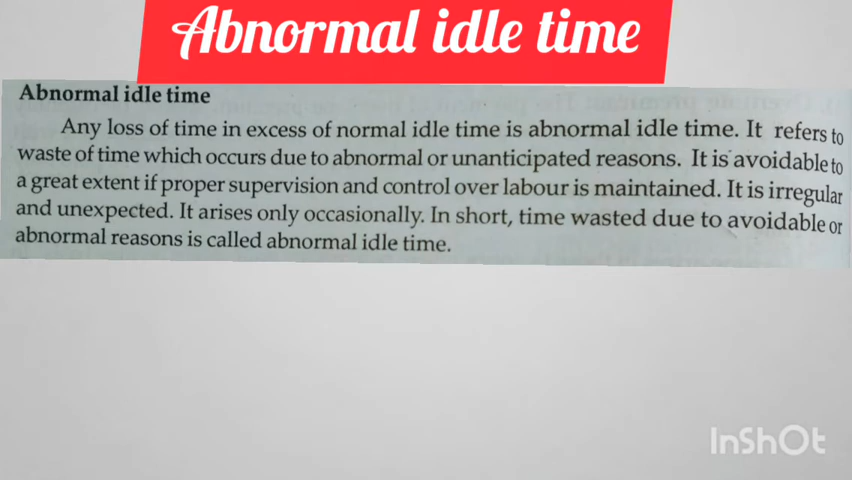 Abnormal idle time
Abnormal idle time
Any loss of time in excess of normal idle time is abnormal idle time. It refers to
waste of time which occurs due to abnormal or unanticipated reasons. It is avoidable to
a great extent if proper supervision and control over labour is maintained. It is irregular
and unexpected. It arises only occasionally. In short, time wasted due to avoidable or
abnormal reasons is called abnormal idle time.
InShOt